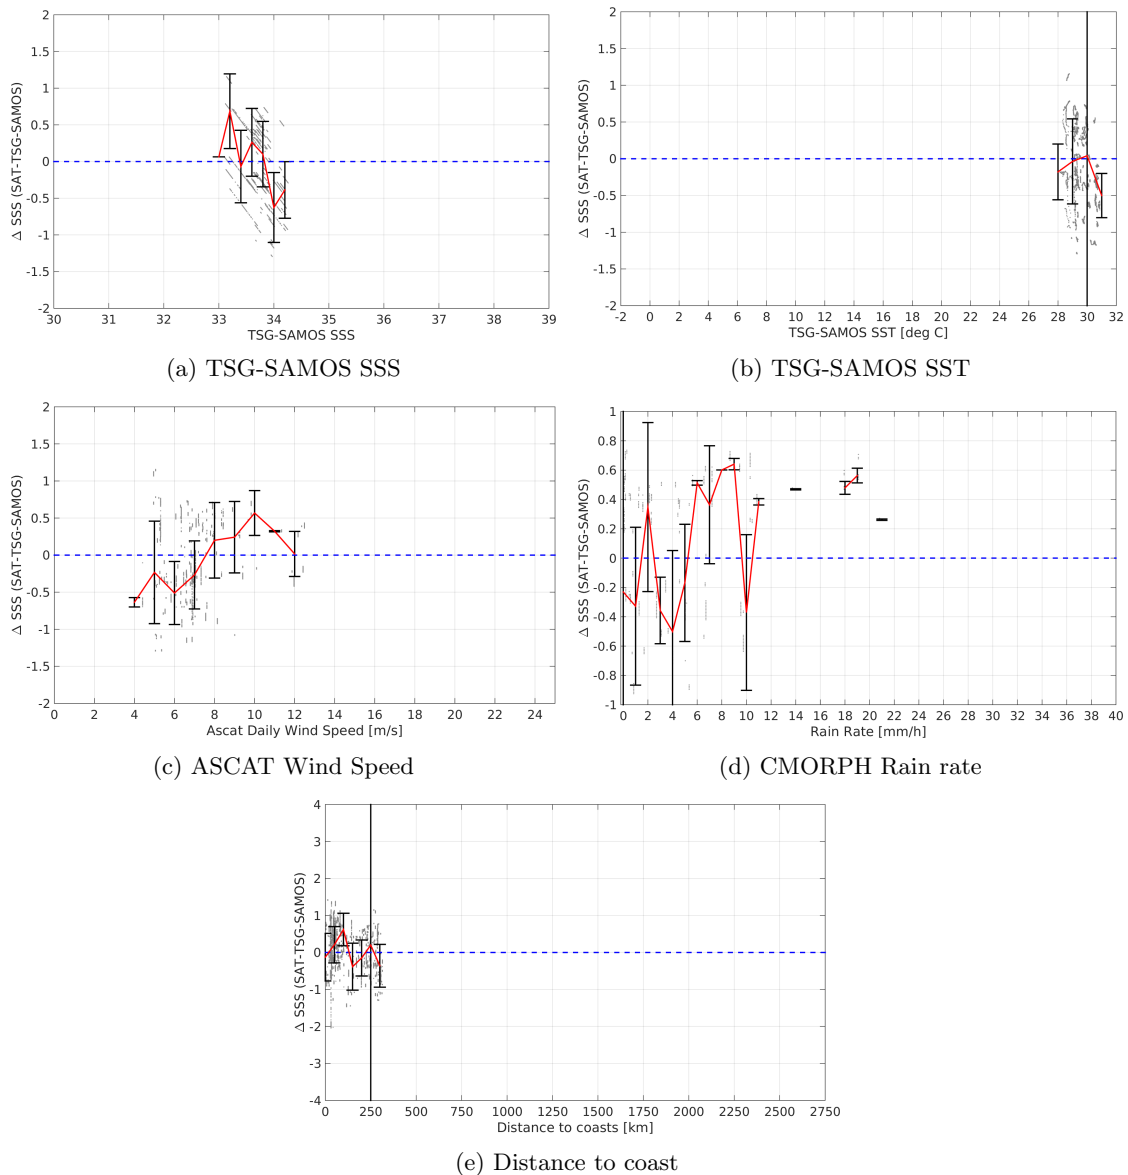 2
1.5
1
0.5
0
-0.5
-1
-1.5
-2
Δ SSS (SAT-TSG-SAMOS)
30 31 32 33 34 35 36 37 38 39
TSG-SAMOS SSS
(a) TSG-SAMOS SSS
2
1.5
1
0.5
0
-0.5
-1
-1.5
-2
Δ SSS (SAT-TSG-SAMOS)
-2 0 2 4 6 8 10 12 14 16 18 20 22 24 26 28 30 32
TSG-SAMOS SST [deg C]
(b) TSG-SAMOS SST
2
1.5
1
0.5
0
-0.5
-1
-1.5
-2
Δ SSS (SAT-TSG-SAMOS)
0 2 4 6 8 10 12 14 16 18 20 22 24
Ascat Daily Wind Speed [m/s]
(c) ASCAT Wind Speed
1
0.8
0.6
0.4
0.2
0
-0.2
-0.4
-0.6
-0.8
-1
Δ SSS (SAT-TSG-SAMOS)
0 2 4 6 8 10 12 14 16 18 20 22 24 26 28 30 32 34 36 38 40
Rain Rate [mm/h]
(d) CMORPH Rain rate
4
3
2
1
0
-1
-2
-3
-4
Δ SSS (SAT-TSG-SAMOS)
0 250 500 750 1000 1250 1500 1750 2000 2250 2500 2750
Distance to coasts [km]
(e) Distance to coast